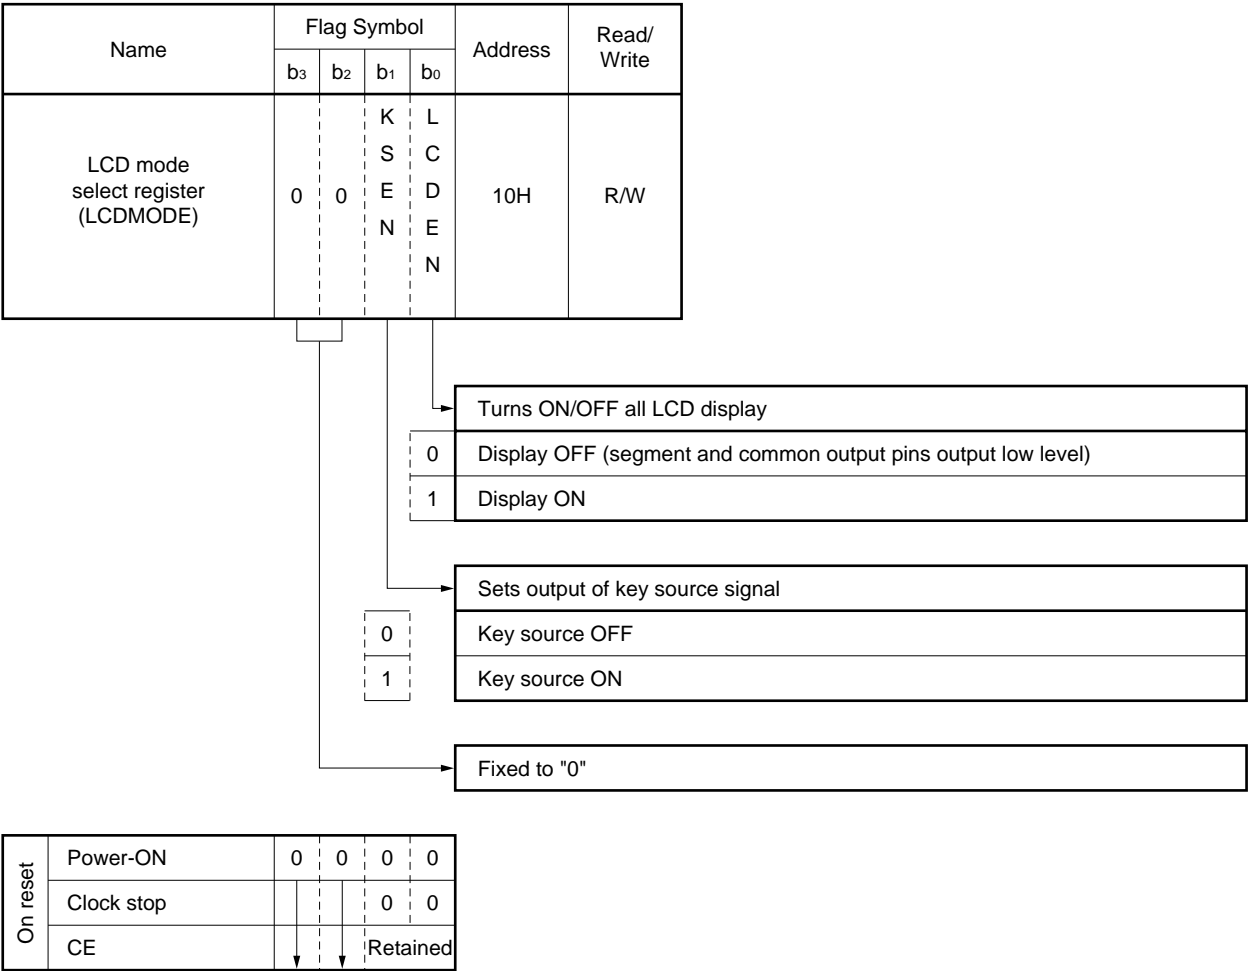 Name
Flag Symbol
Address
Read/
Write
b3 b2 b1 b0
LCD mode
select register
(LCDMODE)
0 0
K
S
E
N
L
C
D
E
N
10H
R/W
Turns ON/OFF all LCD display
0 Display OFF (segment and common output pins output low level)
1 Display ON
Sets output of key source signal
0 Key source OFF
1 Key source ON
Fixed to "0"
On reset
Power-ON 0 0 0 0
Clock stop 0 0
CE Retained